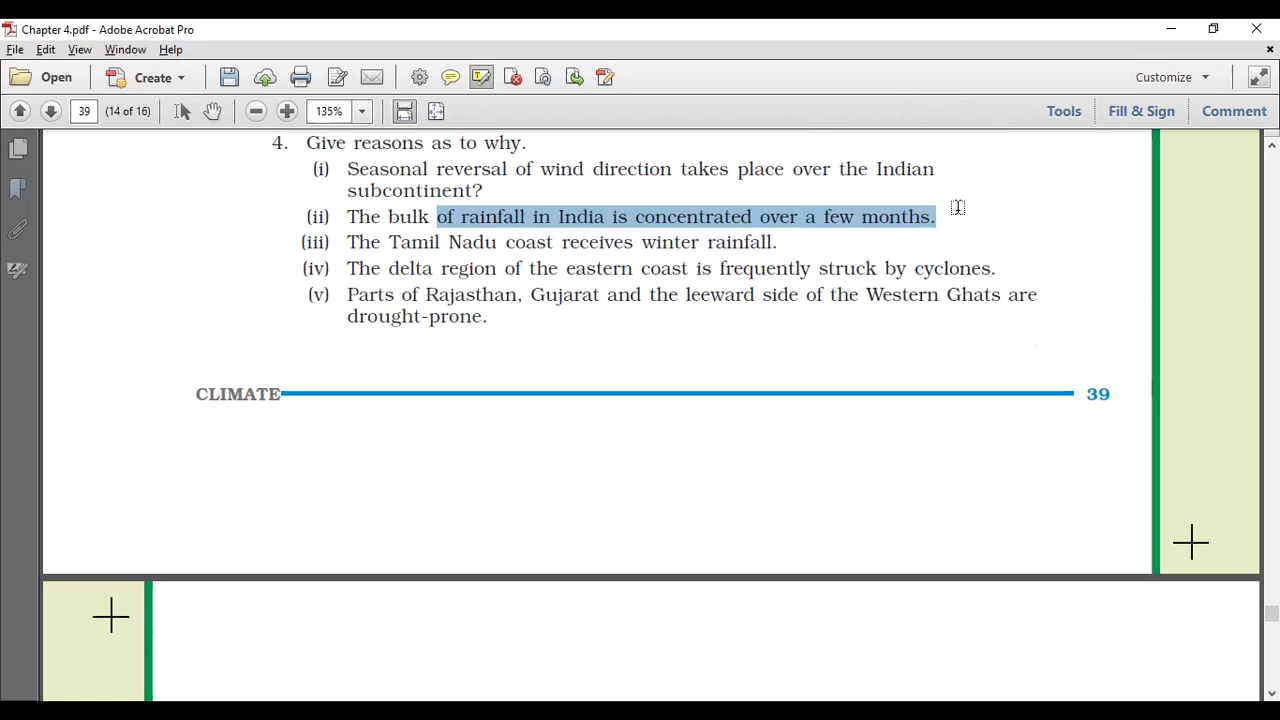 Chapter 4.pdf - Adobe Acrobat Pro
File Edit View Window Help
Open Create Customize
39 (14 of 16) 135% Tools Fill & Sign Comment
4. Give reasons as to why.
(i) Seasonal reversal of wind direction takes place over the Indian
subcontinent?
(ii) The bulk of rainfall in India is concentrated over a few months.
(iii) The Tamil Nadu coast receives winter rainfall.
(iv) The delta region of the eastern coast is frequently struck by cyclones.
(v) Parts of Rajasthan, Gujarat and the leeward side of the Western Ghats are
drought-prone.
CLIMATE 39